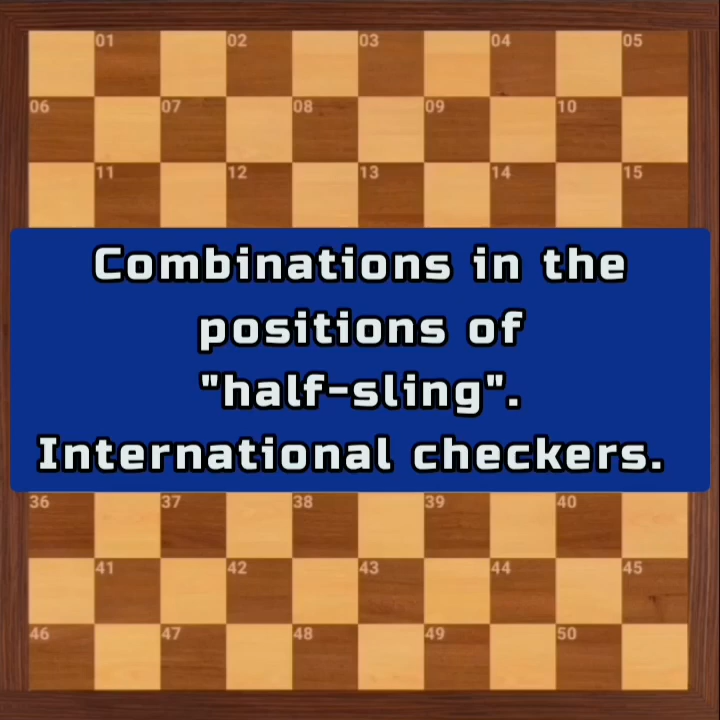 01 02 03 04 05
06 07 08 09 10
11 12 13 14 15
Combinations in the
positions of
"half-sling".
International checkers.
36 37 38 39 40
41 42 43 44 45
46 47 48 49 50